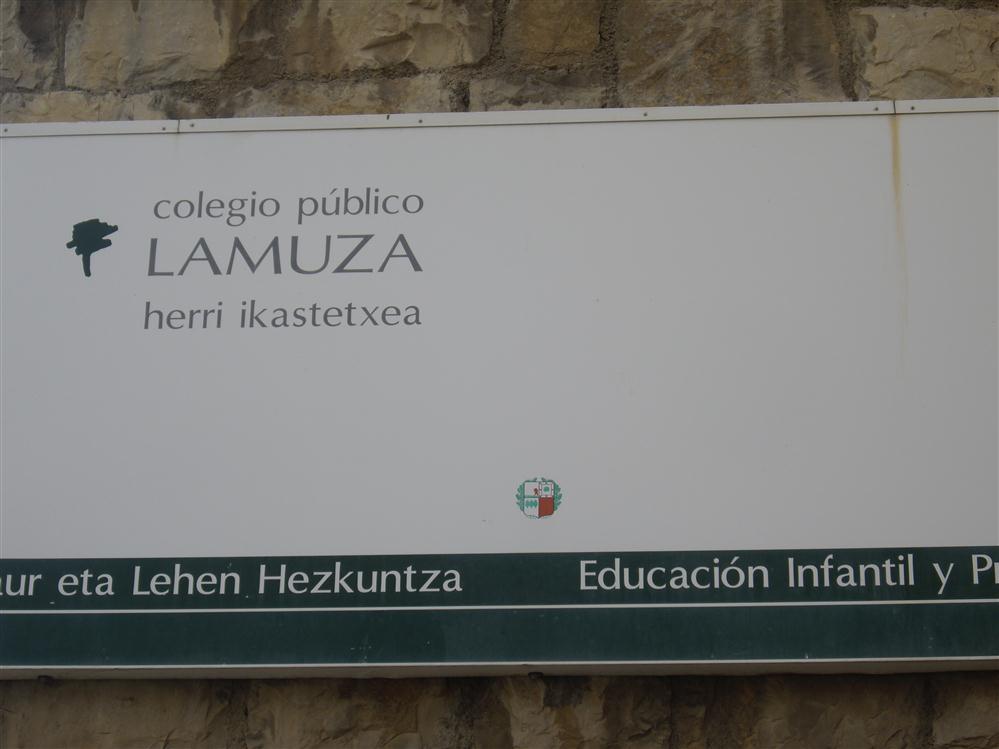 colegio público
LAMUZA
herri ikastetxea
eta Lehen Hezkuntza
Educación Infantil y